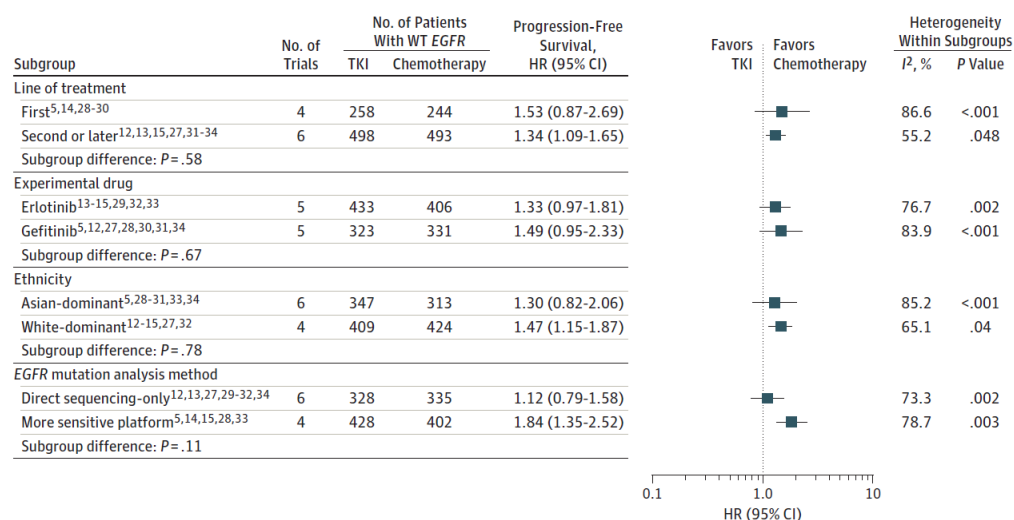 No. of Patients With WT EGFR
Progression-Free Survival, HR (95% CI)
Favors TKI
Favors Chemotherapy
Heterogeneity Within Subgroups
Subgroup No. of Trials TKI Chemotherapy I², % P Value
Line of treatment
First5,14,28-30 4 258 244 1.53 (0.87-2.69) 86.6 <.001
Second or later12,13,15,27,31-34 6 498 493 1.34 (1.09-1.65) 55.2 .048
Subgroup difference: P = .58
Experimental drug
Erlotinib13-15,29,32,33 5 433 406 1.33 (0.97-1.81) 76.7 .002
Gefitinib5,12,27,28,30,31,34 5 323 331 1.49 (0.95-2.33) 83.9 <.001
Subgroup difference: P = .67
Ethnicity
Asian-dominant5,28-31,33,34 6 347 313 1.30 (0.82-2.06) 85.2 <.001
White-dominant12-15,27,32 4 409 424 1.47 (1.15-1.87) 65.1 .04
Subgroup difference: P = .78
EGFR mutation analysis method
Direct sequencing-only12,13,27,29-32,34 6 328 335 1.12 (0.79-1.58) 73.3 .002
More sensitive platform5,14,15,28,33 4 428 402 1.84 (1.35-2.52) 78.7 .003
Subgroup difference: P = .11
0.1 1.0 10
HR (95% CI)